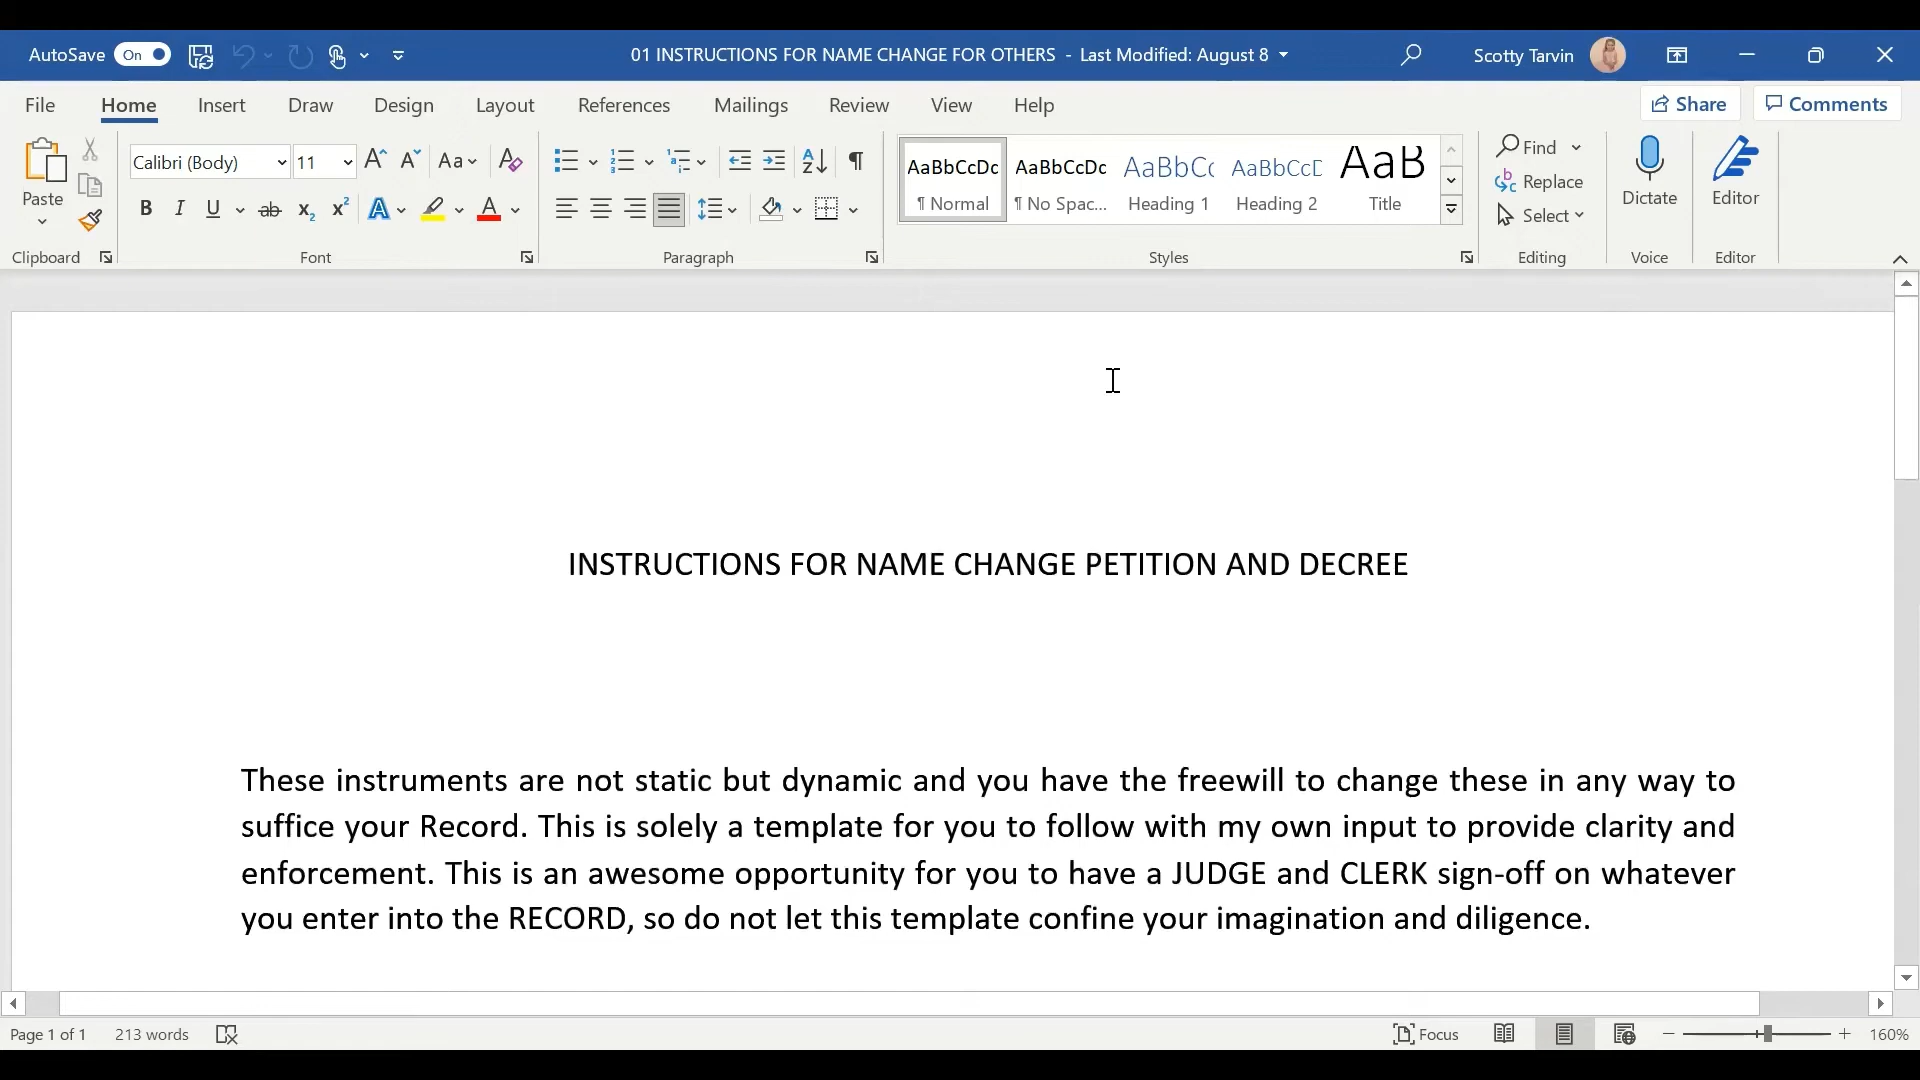 AutoSave On 01 INSTRUCTIONS FOR NAME CHANGE FOR OTHERS - Last Modified: August 8 Scotty Tarvin
File Home Insert Draw Design Layout References Mailings Review View Help Share Comments
Paste
Clipboard
Calibri (Body) 11 A A Aa A
B I U ab x2 x2 A A
Font
A Z ¶
Paragraph
AaBbCcDc AaBbCcDc AaBbCc AaBbCcD AaB
¶ Normal ¶ No Spac... Heading 1 Heading 2 Title
Styles
Find
Replace
Select
Editing
Dictate
Voice
Editor
Editor
INSTRUCTIONS FOR NAME CHANGE PETITION AND DECREE
These instruments are not static but dynamic and you have the freewill to change these in any way to
suffice your Record. This is solely a template for you to follow with my own input to provide clarity and
enforcement. This is an awesome opportunity for you to have a JUDGE and CLERK sign-off on whatever
you enter into the RECORD, so do not let this template confine your imagination and diligence.
Page 1 of 1 213 words Focus 160%